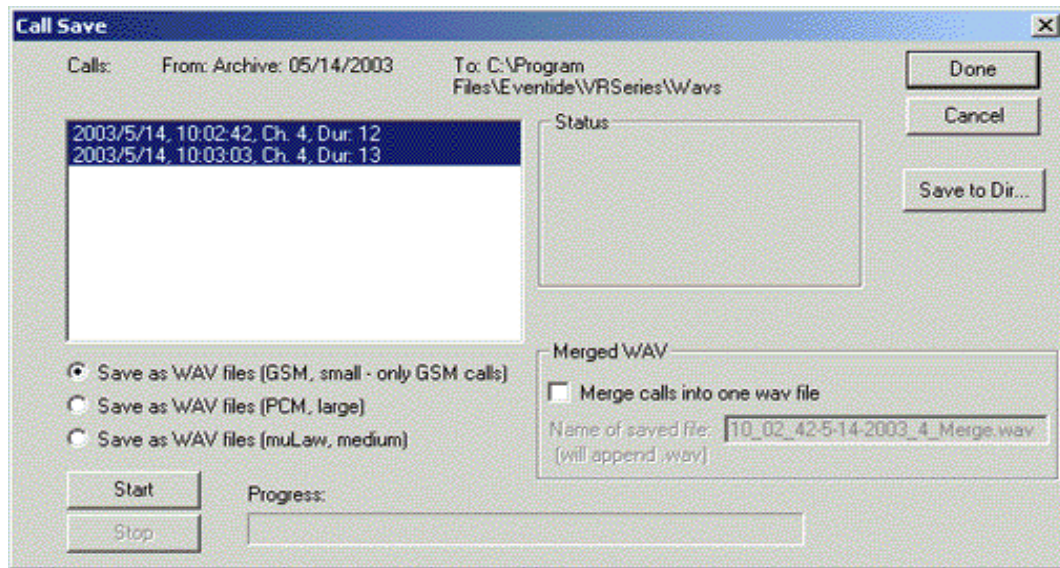 Call Save
Calls:
From: Archive: 05/14/2003
To: C:\Program
Files\Eventide\VRSeries\Wavs
Done
Cancel
Save to Dir...
2003/5/14, 10:02:42, Ch. 4, Dur: 12
2003/5/14, 10:03:03, Ch. 4, Dur: 13
Status
Save as WAV files (GSM, small - only GSM calls)
Save as WAV files (PCM, large)
Save as WAV files (muLaw, medium)
Merged WAV
Merge calls into one wav file
Name of saved file:
10_02_42-5-14-2003_4_Merge.wav
(will append .wav)
Start
Stop
Progress: